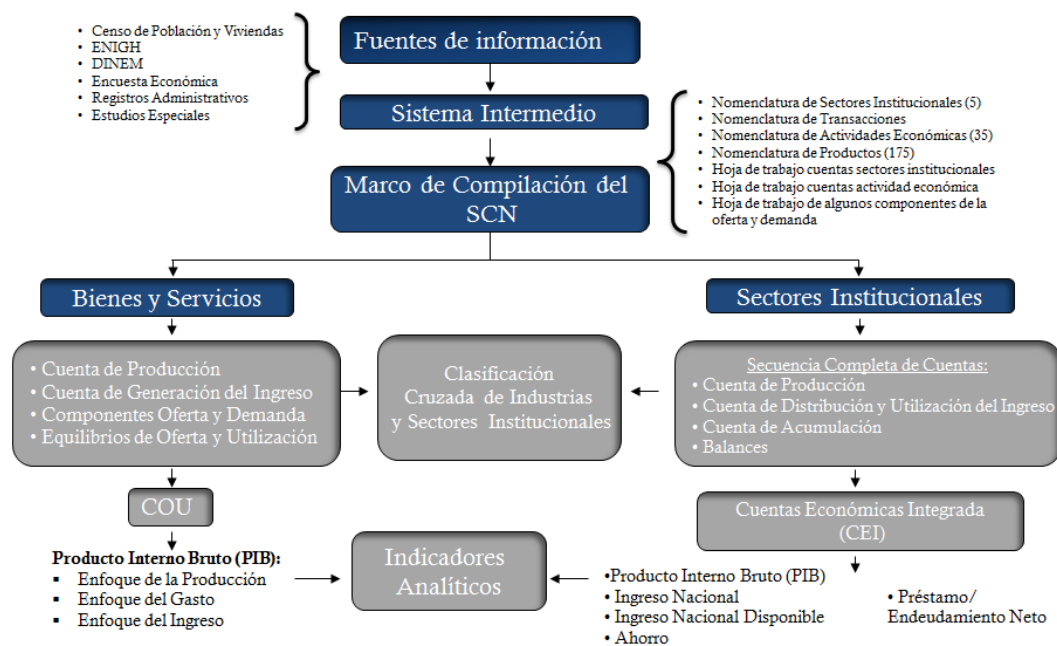 • Censo de Población y Viviendas
• ENIGH
• DINEM
• Encuesta Económica
• Registros Administrativos
• Estudios Especiales
Fuentes de información
Sistema Intermedio
• Nomenclatura de Sectores Institucionales (5)
• Nomenclatura de Transacciones
• Nomenclatura de Actividades Económicas (35)
• Nomenclatura de Productos (175)
• Hoja de trabajo cuentas sectores institucionales
• Hoja de trabajo cuentas actividad económica
• Hoja de trabajo de algunos componentes de la
oferta y demanda
Marco de Compilación del
SCN
Bienes y Servicios
Sectores Institucionales
• Cuenta de Producción
• Cuenta de Generación del Ingreso
• Componentes Oferta y Demanda
• Equilibrios de Oferta y Utilización
Clasificación
Cruzada de Industrias
y Sectores Institucionales
Secuencia Completa de Cuentas:
• Cuenta de Producción
• Cuenta de Distribución y Utilización del Ingreso
• Cuenta de Acumulación
• Balances
COU
Cuentas Económicas Integrada
(CEI)
Producto Interno Bruto (PIB):
▪ Enfoque de la Producción
▪ Enfoque del Gasto
▪ Enfoque del Ingreso
Indicadores
Analíticos
•Producto Interno Bruto (PIB)
• Ingreso Nacional
• Ingreso Nacional Disponible
• Ahorro
• Préstamo/
Endeudamiento Neto